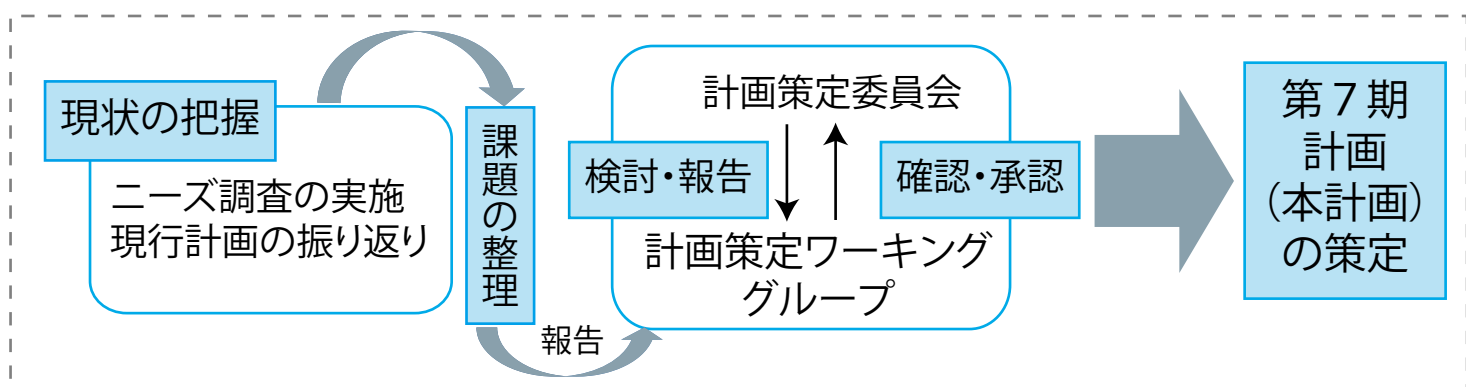 現状の把握
ニーズ調査の実施
現行計画の振り返り
課題の整理
報告
計画策定委員会
検討・報告
確認・承認
計画策定ワーキング
グループ
第7期
計画
(本計画)
の策定